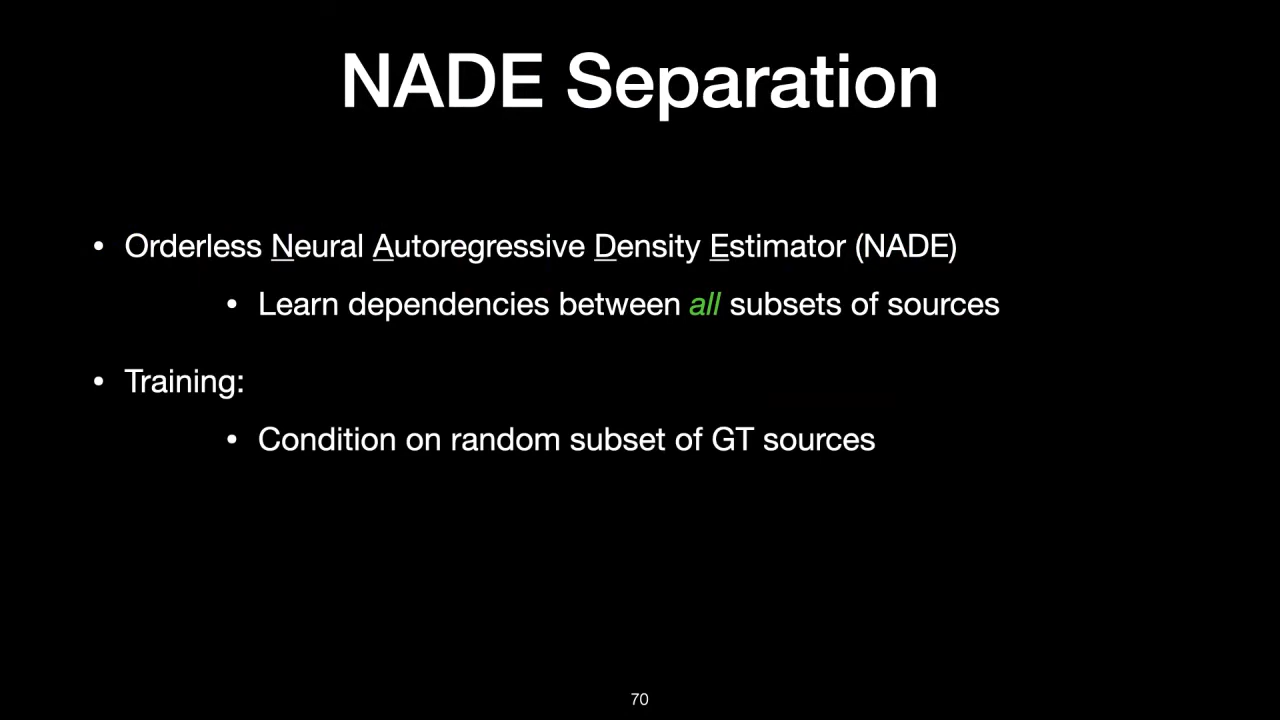 NADE Separation
• Orderless Neural Autoregressive Density Estimator (NADE)
• Learn dependencies between all subsets of sources
• Training:
• Condition on random subset of GT sources
70